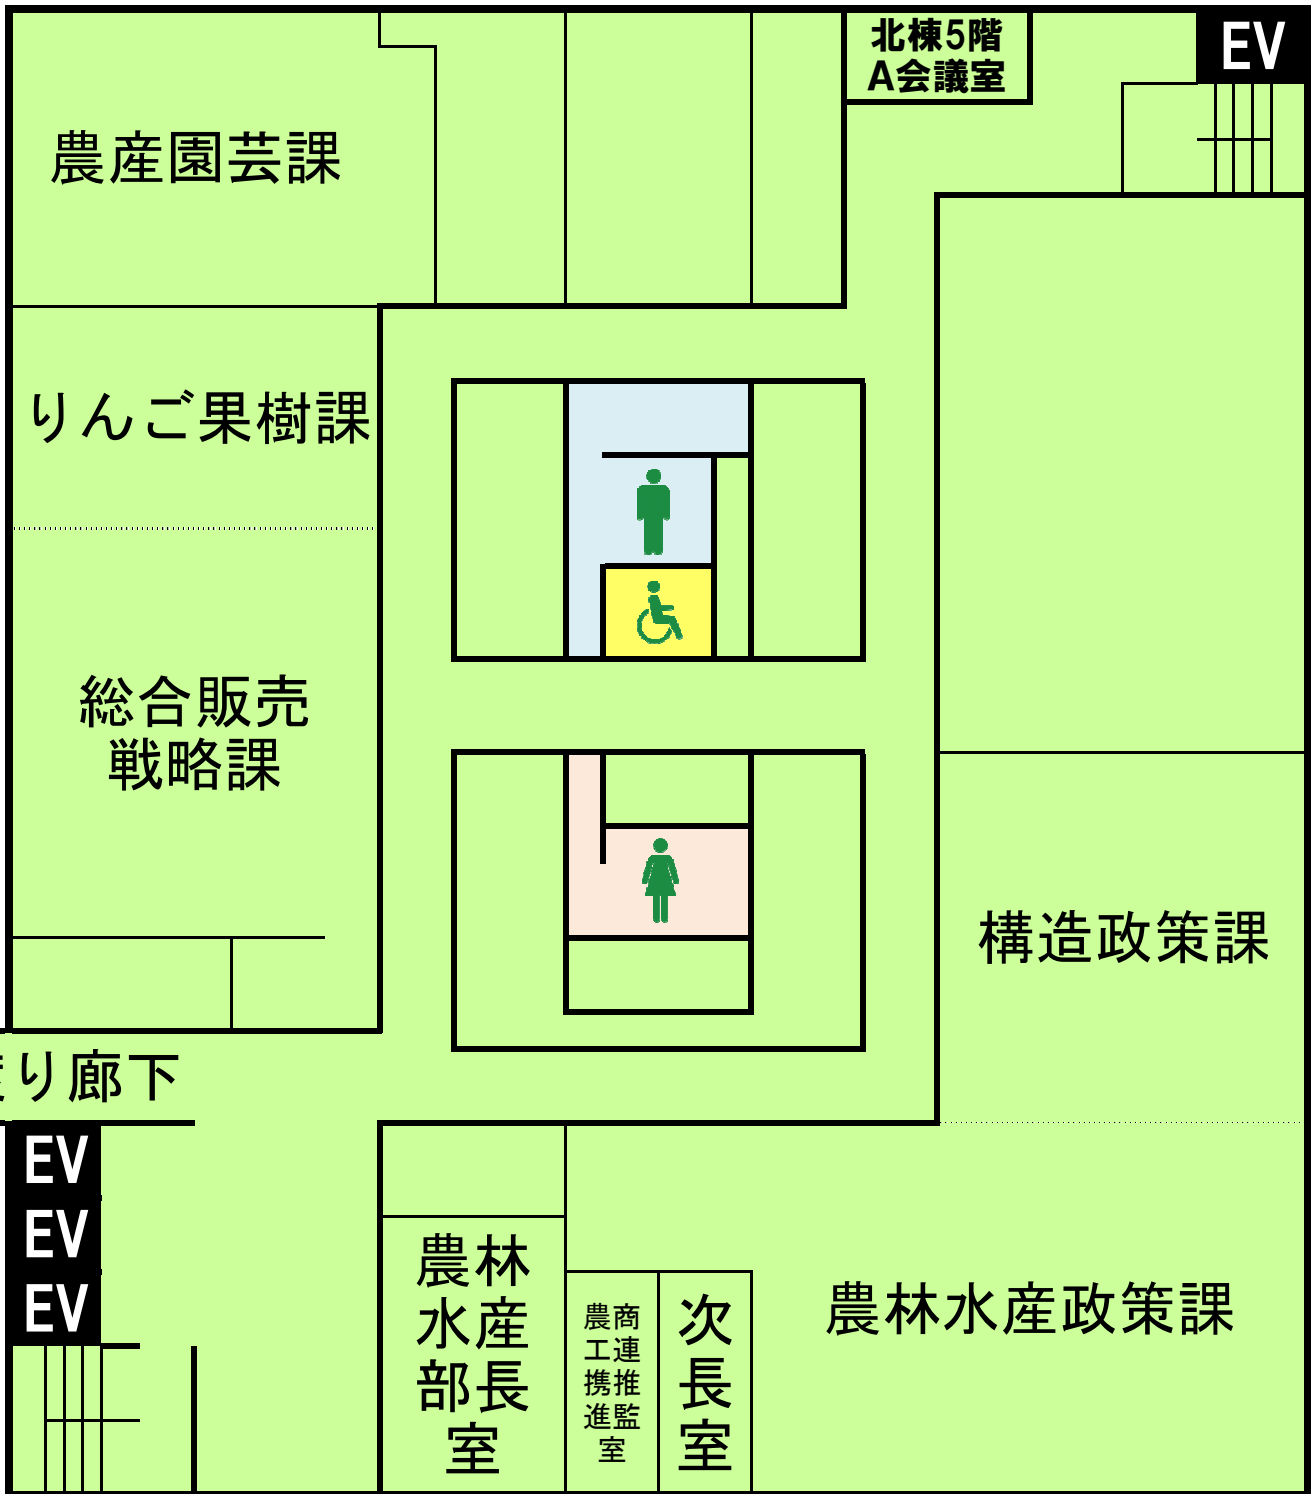 北棟5階
A会議室
EV
農産園芸課
りんご果樹課
総合販売
戦略課
構造政策課
り廊下
EV
EV
EV
農林
水産
部長
室
農商
工連
携推
進監
室
次
長
室
農林水産政策課